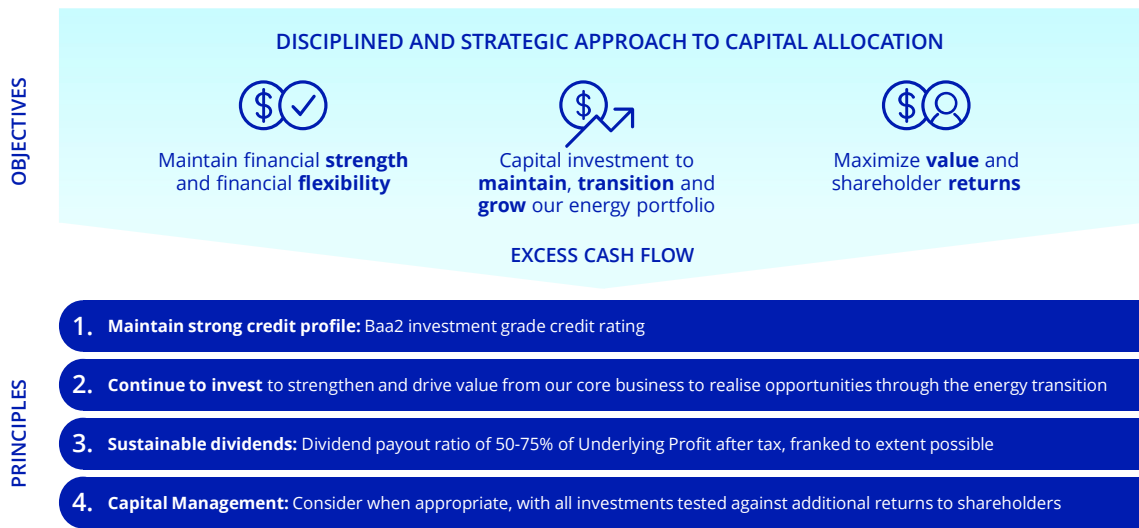 DISCIPLINED AND STRATEGIC APPROACH TO CAPITAL ALLOCATION
OBJECTIVES
Maintain financial strength
and financial flexibility
Capital investment to
maintain, transition and
grow our energy portfolio
Maximize value and
shareholder returns
EXCESS CASH FLOW
PRINCIPLES
1. Maintain strong credit profile: Baa2 investment grade credit rating
2. Continue to invest to strengthen and drive value from our core business to realise opportunities through the energy transition
3. Sustainable dividends: Dividend payout ratio of 50-75% of Underlying Profit after tax, franked to extent possible
4. Capital Management: Consider when appropriate, with all investments tested against additional returns to shareholders